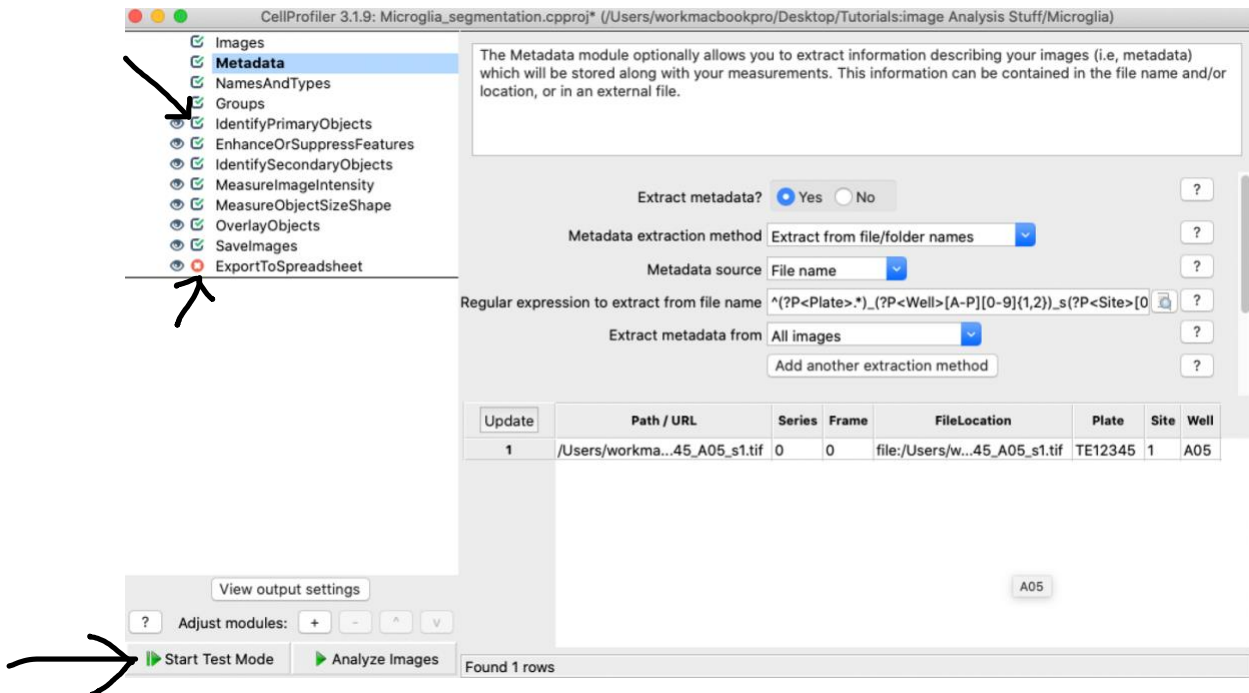 CellProfiler 3.1.9: Microglia_segmentation.cpproj* (/Users/workmacbookpro/Desktop/Tutorials:image Analysis Stuff/Microglia)
Images
Metadata
NamesAndTypes
Groups
IdentifyPrimaryObjects
EnhanceOrSuppressFeatures
IdentifySecondaryObjects
MeasureImageIntensity
MeasureObjectSizeShape
OverlayObjects
SaveImages
ExportToSpreadsheet
View output settings
? Adjust modules: + - ^ v
Start Test Mode Analyze Images
The Metadata module optionally allows you to extract information describing your images (i.e, metadata)
which will be stored along with your measurements. This information can be contained in the file name and/or
location, or in an external file.
Extract metadata? Yes No ?
Metadata extraction method Extract from file/folder names ?
Metadata source File name ?
Regular expression to extract from file name ^(?P<Plate>.*)_(?P<Well>[A-P][0-9]{1,2})_s(?P<Site>[0 ?
Extract metadata from All images ?
Add another extraction method ?
Update Path / URL Series Frame FileLocation Plate Site Well
1 /Users/workma...45_A05_s1.tif 0 0 file:/Users/w...45_A05_s1.tif TE12345 1 A05
A05
Found 1 rows